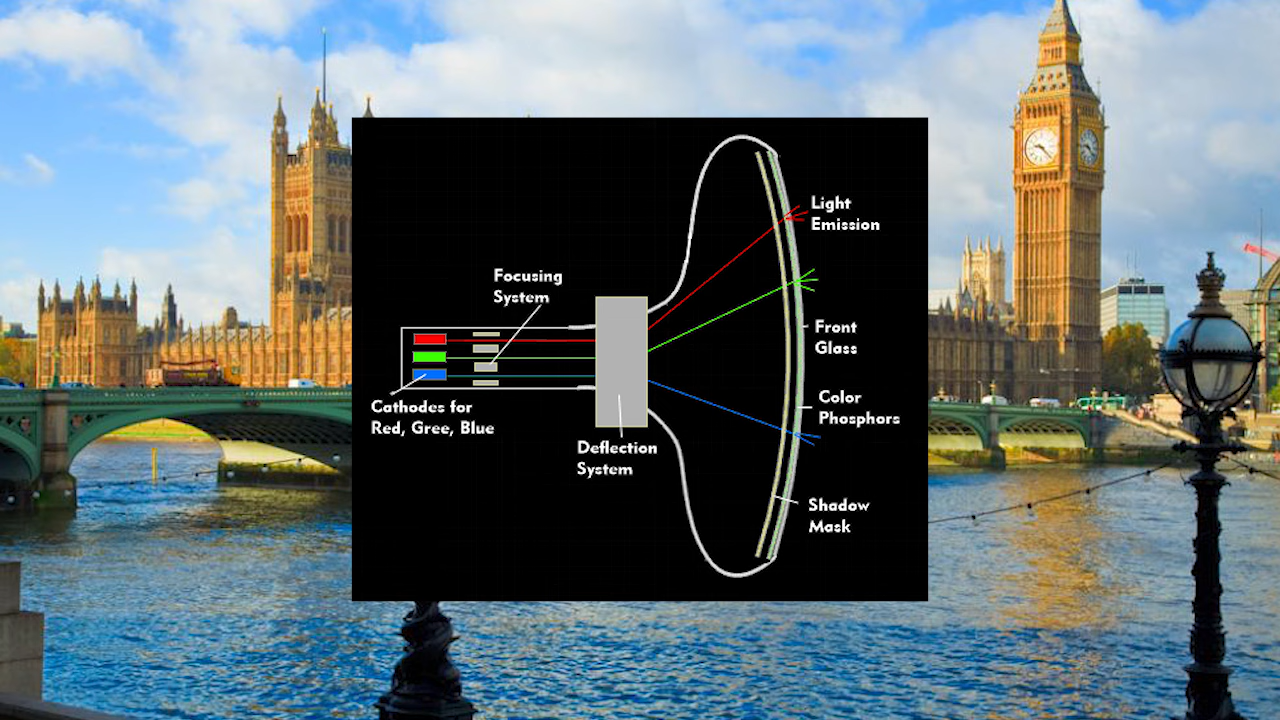 Light
Emission
Focusing
System
Front
Glass
Cathodes for
Red, Gree, Blue
Color
Phosphors
Deflection
System
Shadow
Mask